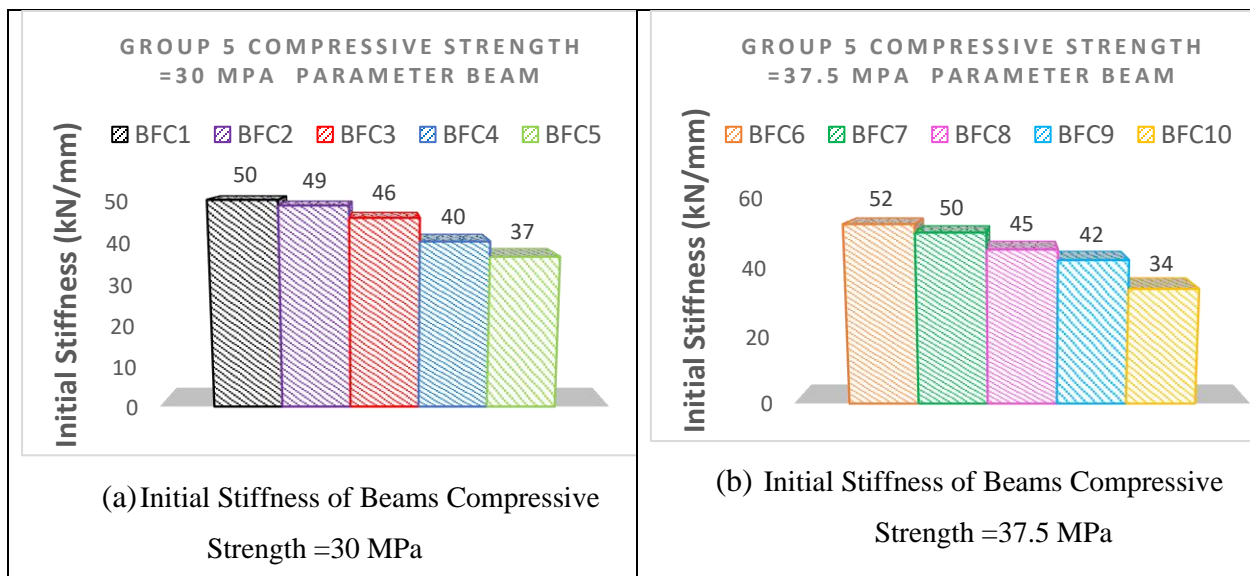 GROUP 5 COMPRESSIVE STRENGTH
=30 MPA PARAMETER BEAM
BFC1 BFC2 BFC3 BFC4 BFC5
Initial Stiffness (kN/mm)
50
40
30
20
10
0
50
49
46
40
37
(a) Initial Stiffness of Beams Compressive
Strength =30 MPa
GROUP 5 COMPRESSIVE STRENGTH
=37.5 MPA PARAMETER BEAM
BFC6 BFC7 BFC8 BFC9 BFC10
Initial Stiffness (kN/mm)
60
40
20
0
52
50
45
42
34
(b) Initial Stiffness of Beams Compressive
Strength =37.5 MPa